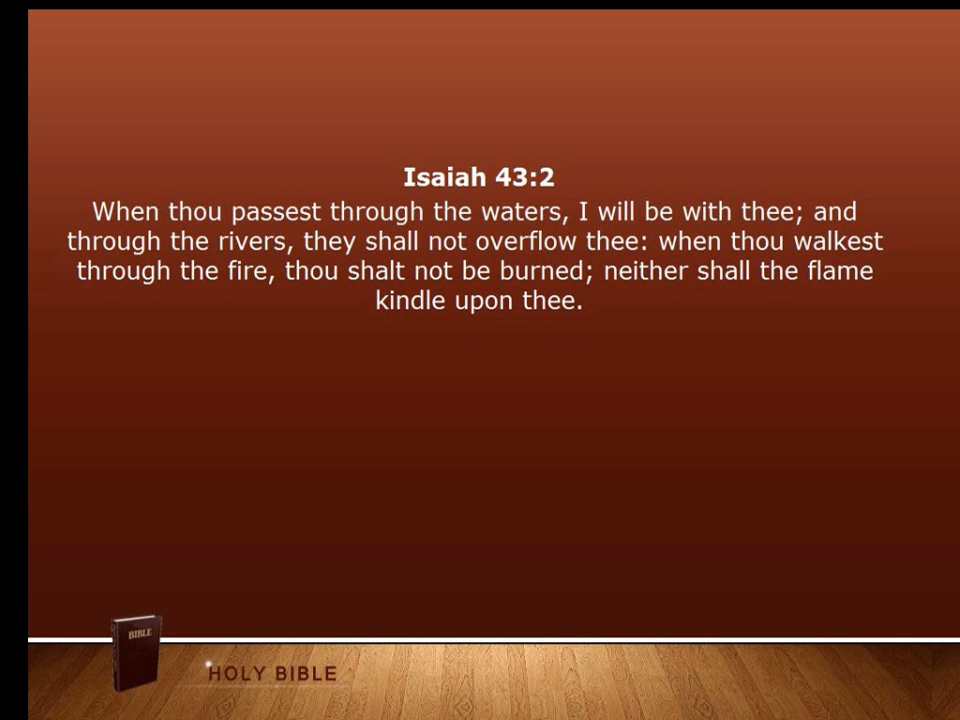 Isaiah 43:2
When thou passest through the waters, I will be with thee; and
through the rivers, they shall not overflow thee: when thou walkest
through the fire, thou shalt not be burned; neither shall the flame
kindle upon thee.
BIBLE
HOLY BIBLE